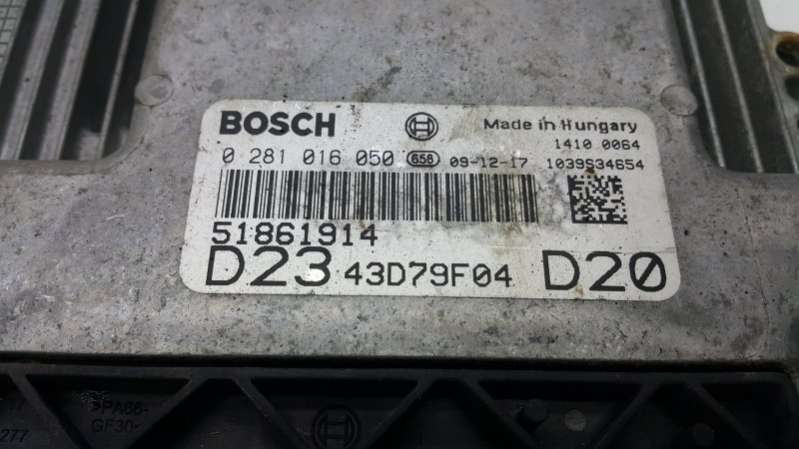 BOSCH Made in Hungary
1410 0064
0 281 016 050 656 09-12-17 1039S34654
51861914
D23 43D79F04 D20
>PA66-
GF30-
277